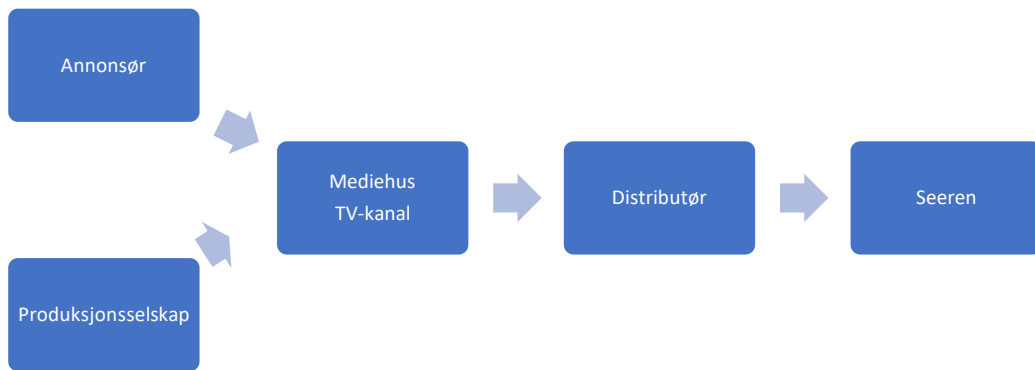 Annonsør
Mediehus
TV-kanal
Distributør
Seeren
Produksjonsselskap